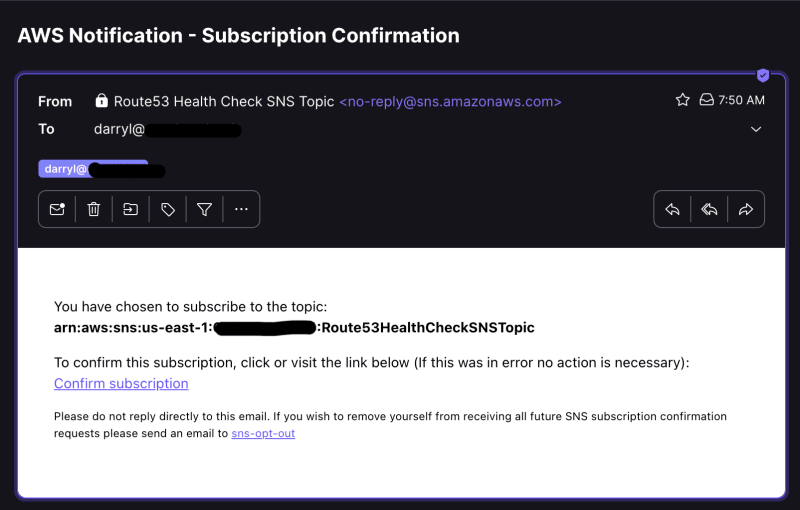 AWS Notification - Subscription Confirmation
From Route53 Health Check SNS Topic <no-reply@sns.amazonaws.com> 7:50 AM
To darryl@
darryl@
You have chosen to subscribe to the topic:
arn:aws:sns:us-east-1: :Route53HealthCheckSNSTopic
To confirm this subscription, click or visit the link below (If this was in error no action is necessary):
Confirm subscription
Please do not reply directly to this email. If you wish to remove yourself from receiving all future SNS subscription confirmation
requests please send an email to sns-opt-out